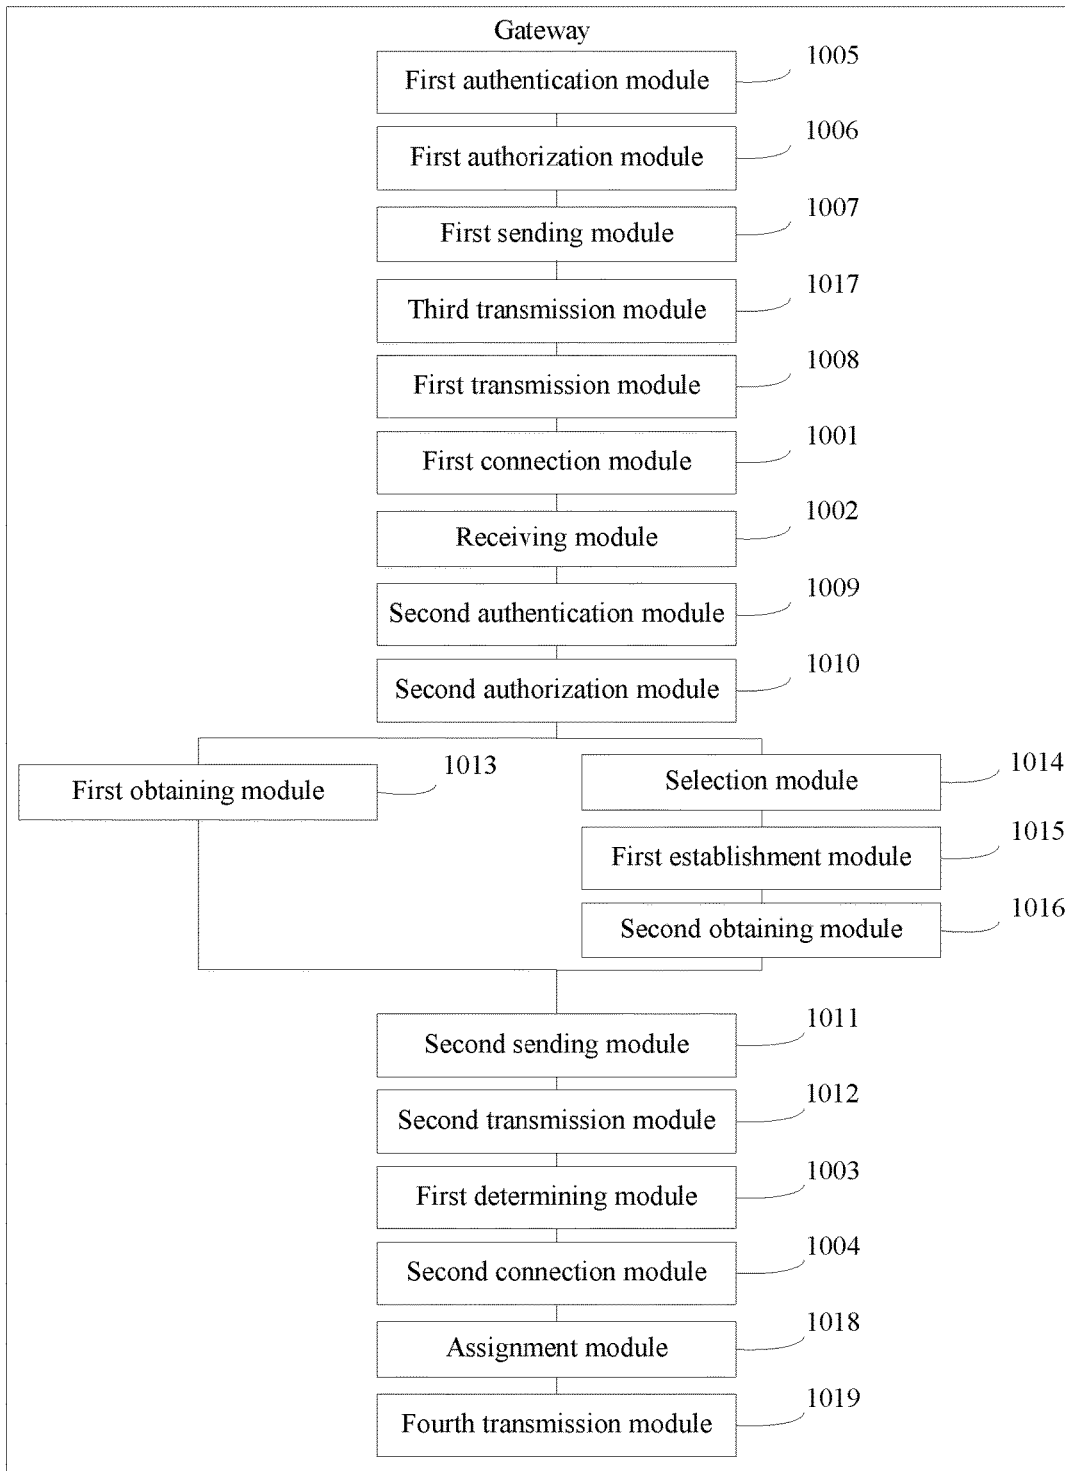 Gateway
First authentication module
1005
First authorization module
1006
First sending module
1007
Third transmission module
1017
First transmission module
1008
First connection module
1001
Receiving module
1002
Second authentication module
1009
Second authorization module
1010
First obtaining module
1013
Selection module
1014
First establishment module
1015
Second obtaining module
1016
Second sending module
1011
Second transmission module
1012
First determining module
1003
Second connection module
1004
Assignment module
1018
Fourth transmission module
1019